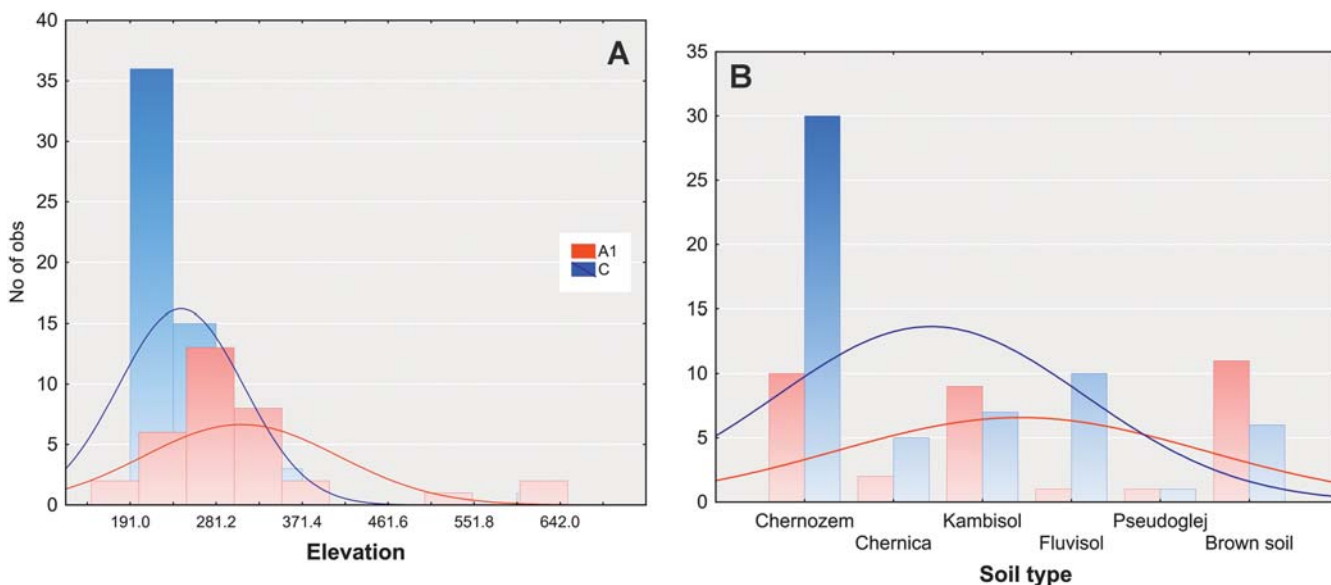 A
40
35
30
25
20
15
10
5
0
No of obs
191.0 281.2 371.4 461.6 551.8 642.0
Elevation
A1
C
B
35
30
25
20
15
10
5
0
Chernozem Kambisol Pseudoglej
Chernica Fluvisol Brown soil
Soil type